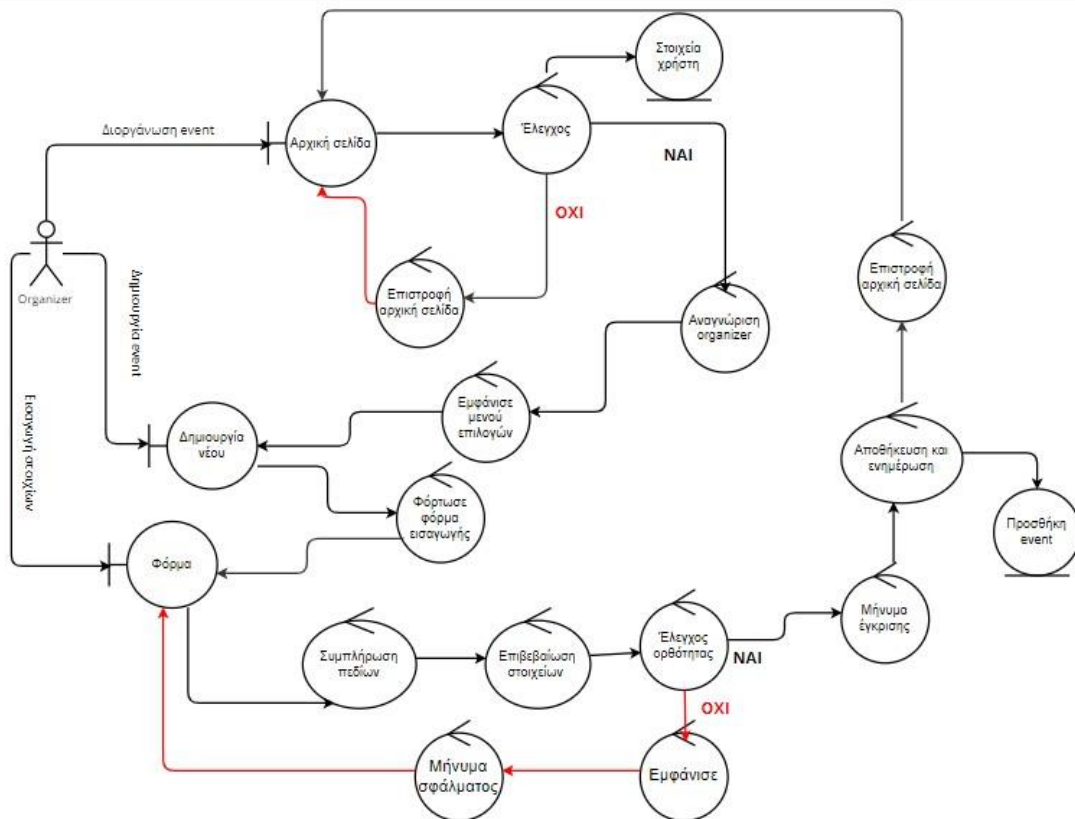 Στοιχεία
χρήστη
Διοργάνωση event
Αρχική σελίδα
Έλεγχος
ΝΑΙ
ΟΧΙ
Organizer
Επιστροφή
αρχική σελίδα
Επιστροφή
αρχική σελίδα
Αναγνώριση
organizer
Δημιουργία event
Εισαγωγή στοιχίων
Εμφάνισε
μενού
επιλογών
Δημιουργία
νέου
Αποθήκευση και
ενημέρωση
Φόρτωσε
φόρμα
εισαγωγής
Προσθήκη
event
Φόρμα
Μήνυμα
έγκρισης
Συμπλήρωση
πεδίων
Επιβεβαίωση
στοιχείων
Έλεγχος
ορθότητας
ΝΑΙ
ΟΧΙ
Μήνυμα
σφάλματος
Εμφάνισε